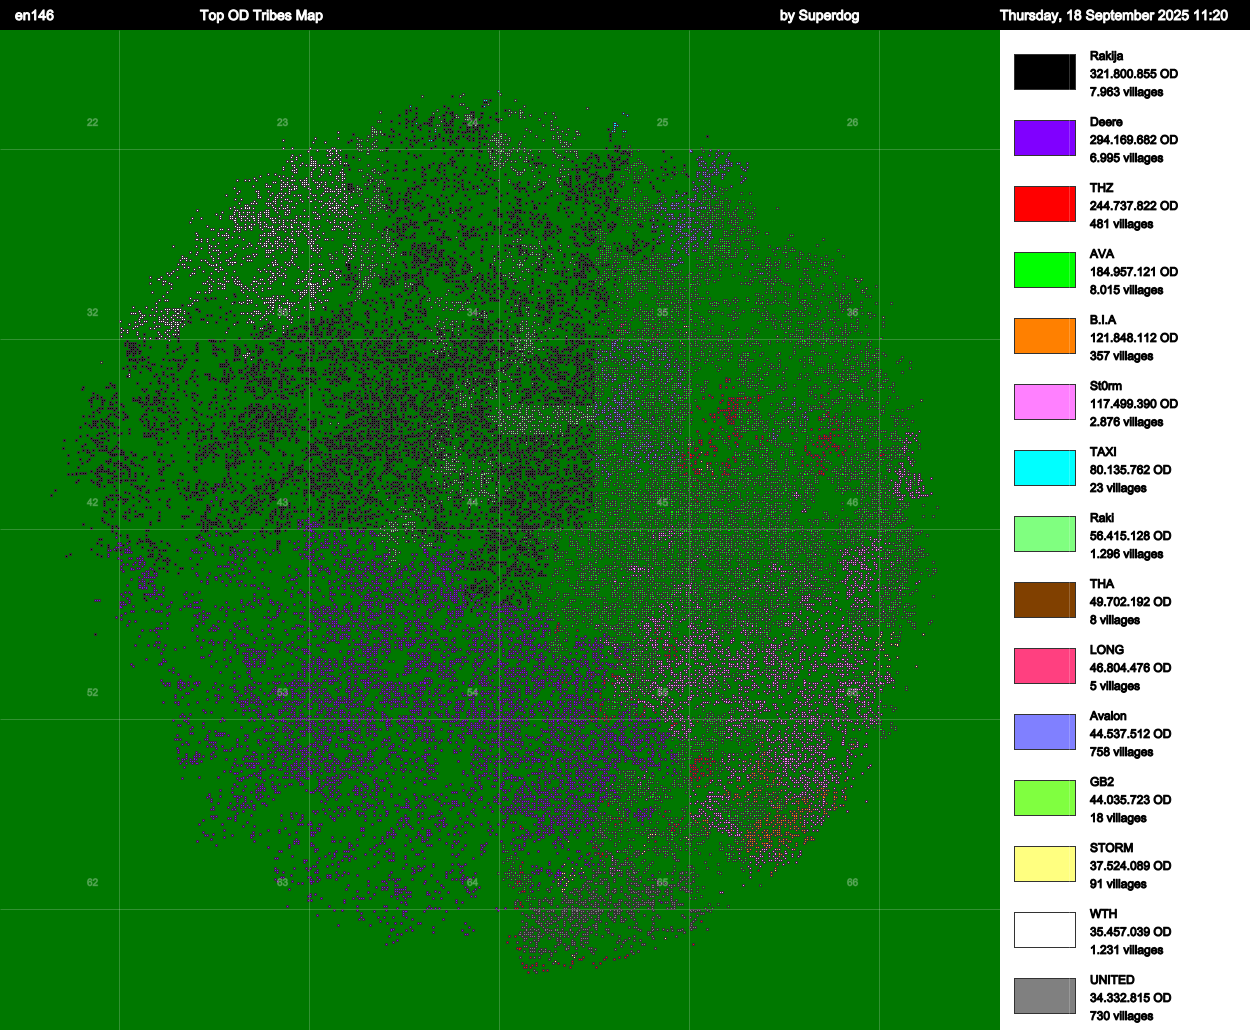 en146 Top OD Tribes Map by Superdog Thursday, 18 September 2025 11:20
22 23 24 25 26
32 33 34 35 36
42 43 44 45 46
52 53 54 55 56
62 63 64 65 66
Rakija
321.800.855 OD
7.963 villages
Deere
294.169.682 OD
6.995 villages
THZ
244.737.822 OD
481 villages
AVA
184.957.121 OD
8.015 villages
B.I.A
121.848.112 OD
357 villages
St0rm
117.499.390 OD
2.876 villages
TAXI
80.135.762 OD
23 villages
Raki
56.415.128 OD
1.296 villages
THA
49.702.192 OD
8 villages
LONG
46.804.476 OD
5 villages
Avalon
44.537.512 OD
758 villages
GB2
44.035.723 OD
18 villages
STORM
37.524.089 OD
91 villages
WTH
35.457.039 OD
1.231 villages
UNITED
34.332.815 OD
730 villages